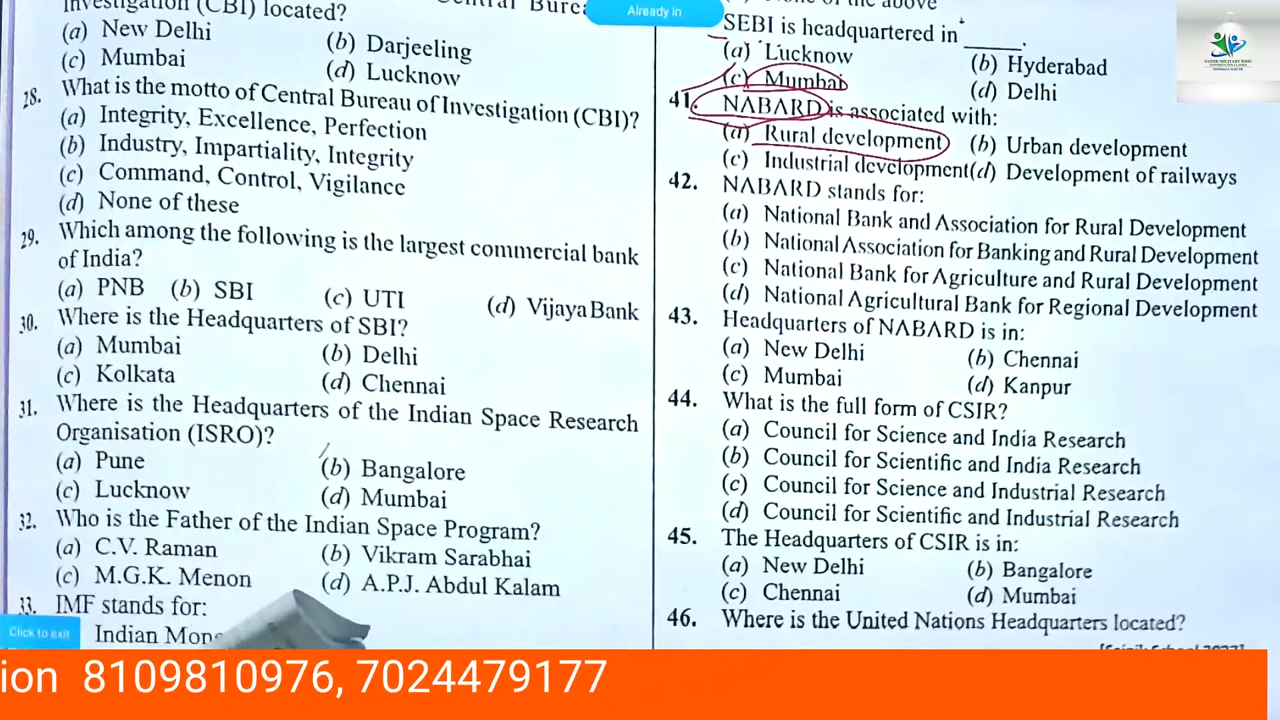 Investigation (CBI) located?
(a) New Delhi
(b) Darjeeling
(c) Mumbai
(d) Lucknow
28. What is the motto of Central Bureau of Investigation (CBI)?
(a) Integrity, Excellence, Perfection
(b) Industry, Impartiality, Integrity
(c) Command, Control, Vigilance
(d) None of these
29. Which among the following is the largest commercial bank
of India?
(a) PNB (b) SBI (c) UTI (d) Vijaya Bank
30. Where is the Headquarters of SBI?
(a) Mumbai (b) Delhi
(c) Kolkata (d) Chennai
31. Where is the Headquarters of the Indian Space Research
Organisation (ISRO)?
(a) Pune (b) Bangalore
(c) Lucknow (d) Mumbai
32. Who is the Father of the Indian Space Program?
(a) C.V. Raman (b) Vikram Sarabhai
(c) M.G.K. Menon (d) A.P.J. Abdul Kalam
33. IMF stands for:
Indian
Already in
of the above
SEBI is headquartered in _____.
(a) Lucknow (b) Hyderabad
(c) Mumbai (d) Delhi
41. NABARD is associated with:
(a) Rural development (b) Urban development
(c) Industrial development (d) Development of railways
42. NABARD stands for:
(a) National Bank and Association for Rural Development
(b) National Association for Banking and Rural Development
(c) National Bank for Agriculture and Rural Development
(d) National Agricultural Bank for Regional Development
43. Headquarters of NABARD is in:
(a) New Delhi (b) Chennai
(c) Mumbai (d) Kanpur
44. What is the full form of CSIR?
(a) Council for Science and India Research
(b) Council for Scientific and India Research
(c) Council for Science and Industrial Research
(d) Council for Scientific and Industrial Research
45. The Headquarters of CSIR is in:
(a) New Delhi (b) Bangalore
(c) Chennai (d) Mumbai
46. Where is the United Nations Headquarters located?
Click to exit
ion 8109810976, 7024479177